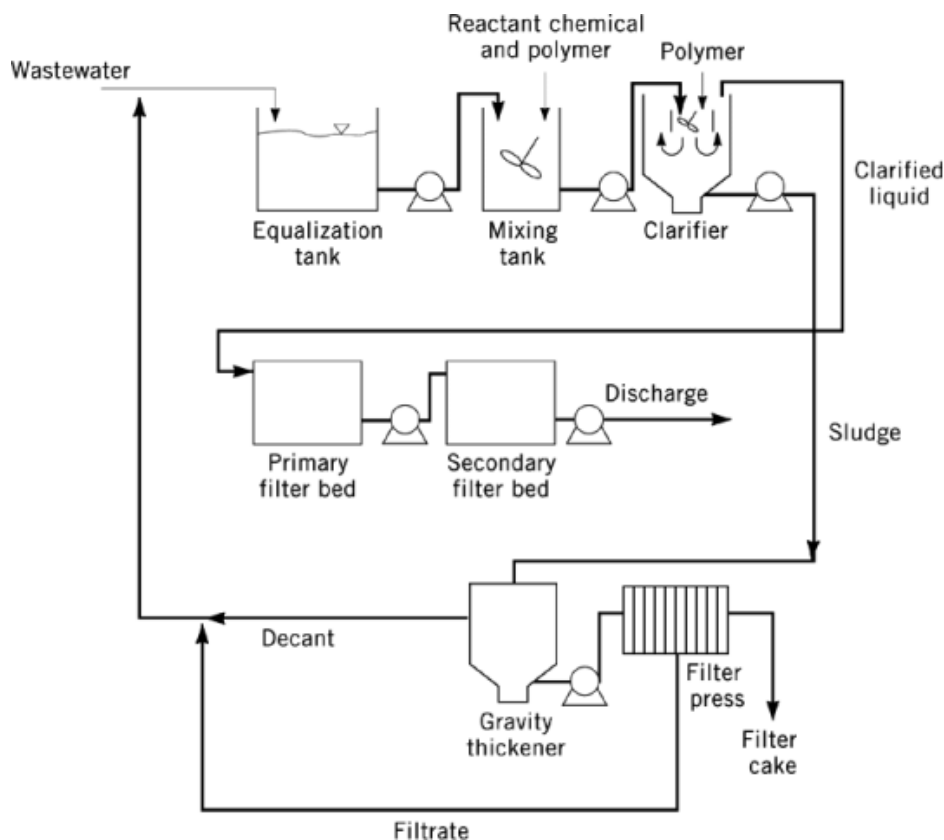 Wastewater
Reactant chemical
and polymer
Polymer
Equalization
tank
Mixing
tank
Clarifier
Clarified
liquid
Primary
filter bed
Secondary
filter bed
Discharge
Sludge
Decant
Gravity
thickener
Filter
press
Filter
cake
Filtrate